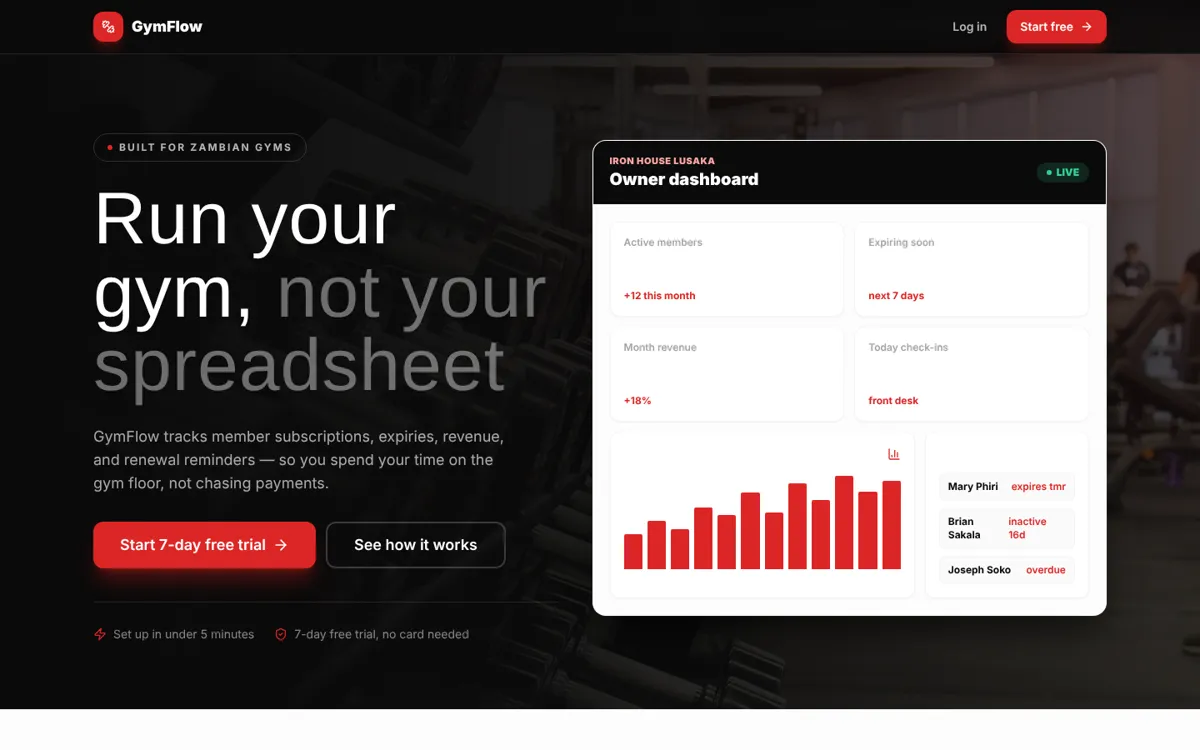 GymFlow
Log in
Start free
BUILT FOR ZAMBIAN GYMS
Run your
gym, not your
spreadsheet
GymFlow tracks member subscriptions, expiries, revenue,
and renewal reminders — so you spend your time on the
gym floor, not chasing payments.
Start 7-day free trial
See how it works
Set up in under 5 minutes
7-day free trial, no card needed
IRON HOUSE LUSAKA
Owner dashboard
LIVE
Active members
+12 this month
Expiring soon
next 7 days
Month revenue
+18%
Today check-ins
front desk
Mary Phiri expires tmr
Brian Sakala inactive 16d
Joseph Soko overdue